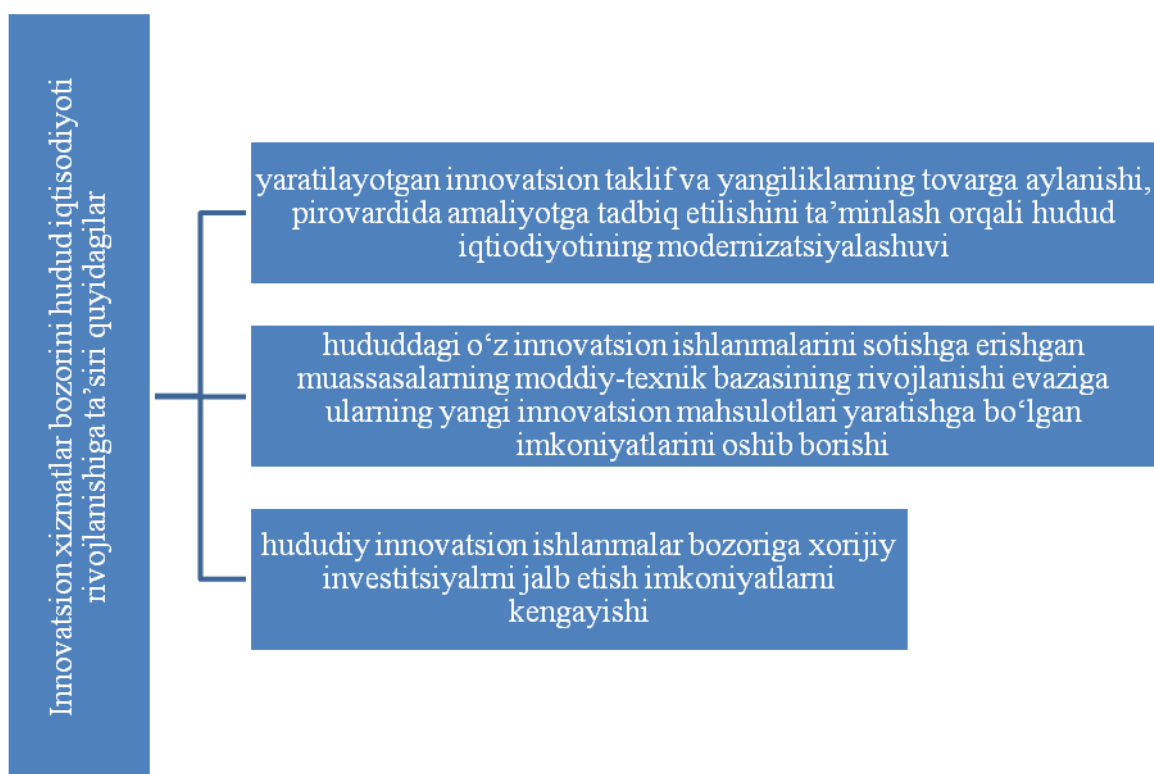 Innovatsion xizmatlar bozorini hudud iqtisodiyoti
rivojlanishiga ta’siri quyidagilar
yaratilayotgan innovatsion taklif va yangiliklarning tovarga aylanishi,
pirovardida amaliyotga tadbiq etilishini ta’minlash orqali hudud
iqtiodiyotining modernizatsiyalashuvi
hududdagi o‘z innovatsion ishlanmalarini sotishga erishgan
muassasalarning moddiy-texnik bazasining rivojlanishi evaziga
ularning yangi innovatsion mahsulotlari yaratishga bo‘lgan
imkoniyatlarini oshib borishi
hududiy innovatsion ishlanmalar bozoriga xorijiy
investitsiyalrni jalb etish imkoniyatlarni
kengayishi